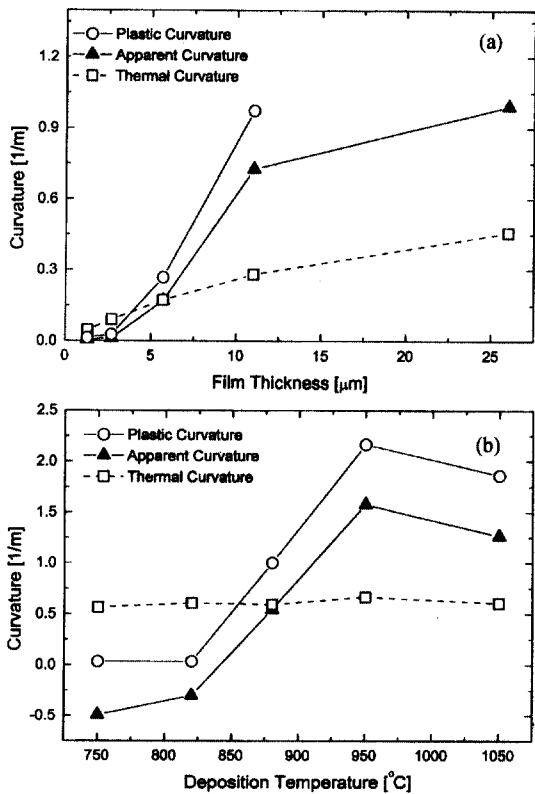 1.2
0.9
0.6
0.3
0.0
Curvature [1/m]
Plastic Curvature
Apparent Curvature
Thermal Curvature
(a)
0 5 10 15 20 25
Film Thickness [μm]
2.5
2.0
1.5
1.0
0.5
0.0
-0.5
Curvature [1/m]
Plastic Curvature
Apparent Curvature
Thermal Curvature
(b)
750 800 850 900 950 1000 1050
Deposition Temperature [°C]